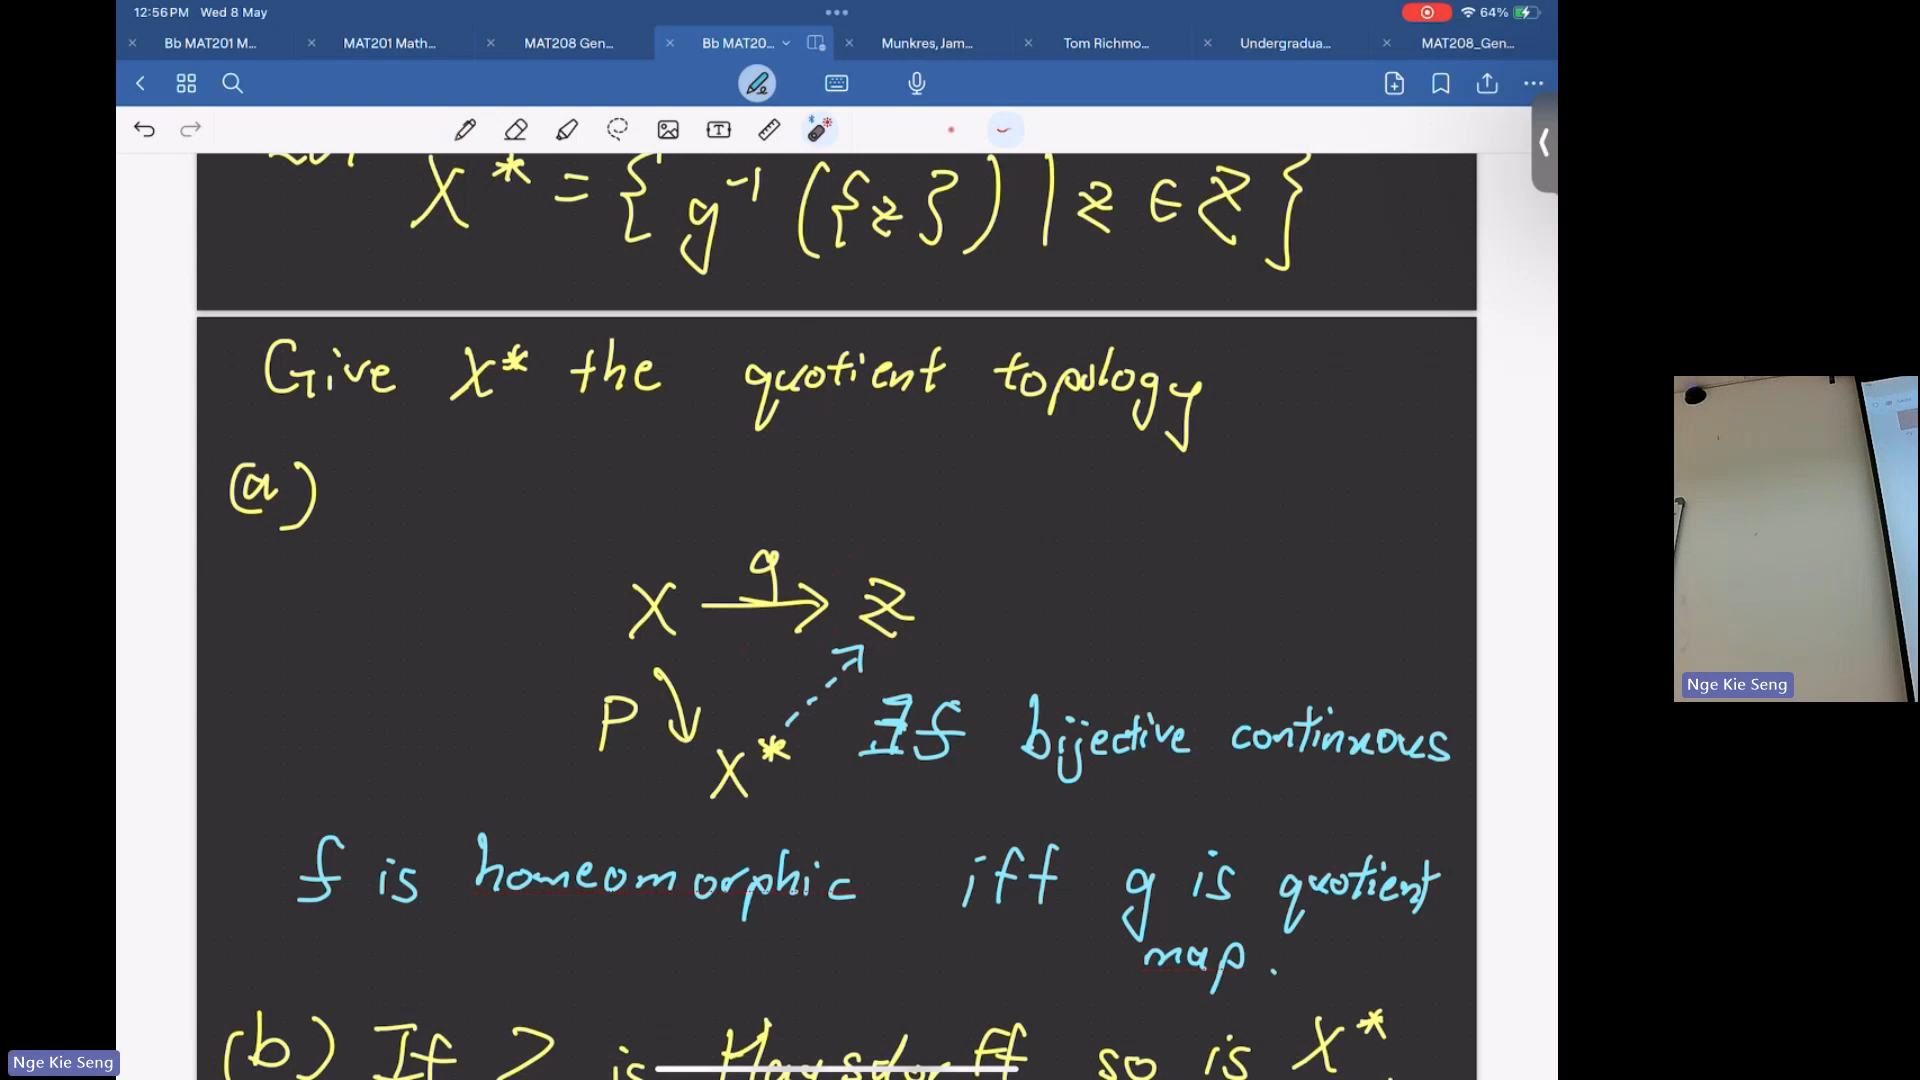 12:56 PM Wed 8 May
64%
Bb MAT201 M...
MAT201 Math...
MAT208 Gen...
Bb MAT20...
Munkres, Jam...
Tom Richmo...
Undergradua...
MAT208_Gen...
X* = { g⁻¹ ({z}) | z ∈ Z }
Give X* the quotient topology
(a)
X g Z
P
X* ∃f bijective continuous
f is homeomorphic iff g is quotient
map.
(b) If Z is Hausdorff so is X*.
Nge Kie Seng
Nge Kie Seng